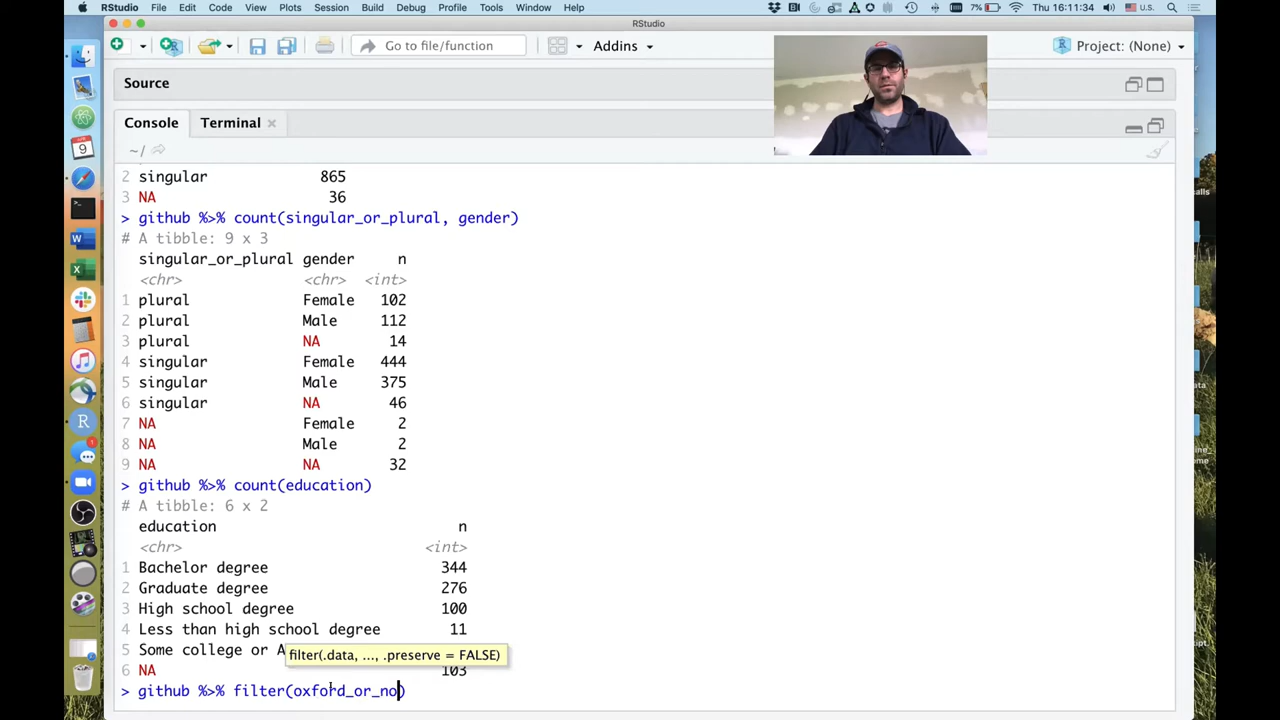 RStudio File Edit Code View Plots Session Build Debug Profile Tools Window Help 7% Thu 16:11:34 U.S.
RStudio
Go to file/function Addins Project: (None)
Source
Console Terminal
~/
2 singular 865
3 NA 36
> github %>% count(singular_or_plural, gender)
# A tibble: 9 x 3
singular_or_plural gender n
<chr> <chr> <int>
1 plural Female 102
2 plural Male 112
3 plural NA 14
4 singular Female 444
5 singular Male 375
6 singular NA 46
7 NA Female 2
8 NA Male 2
9 NA NA 32
> github %>% count(education)
# A tibble: 6 x 2
education n
<chr> <int>
1 Bachelor degree 344
2 Graduate degree 276
3 High school degree 100
4 Less than high school degree 11
5 Some college or A
filter(.data, ..., .preserve = FALSE)
6 NA 103
> github %>% filter(oxford_or_no)